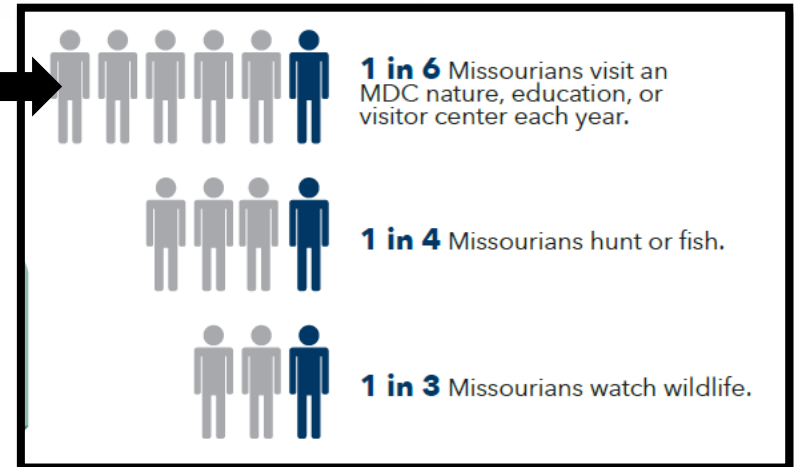 1 in 6 Missourians visit an
MDC nature, education, or
visitor center each year.
1 in 4 Missourians hunt or fish.
1 in 3 Missourians watch wildlife.